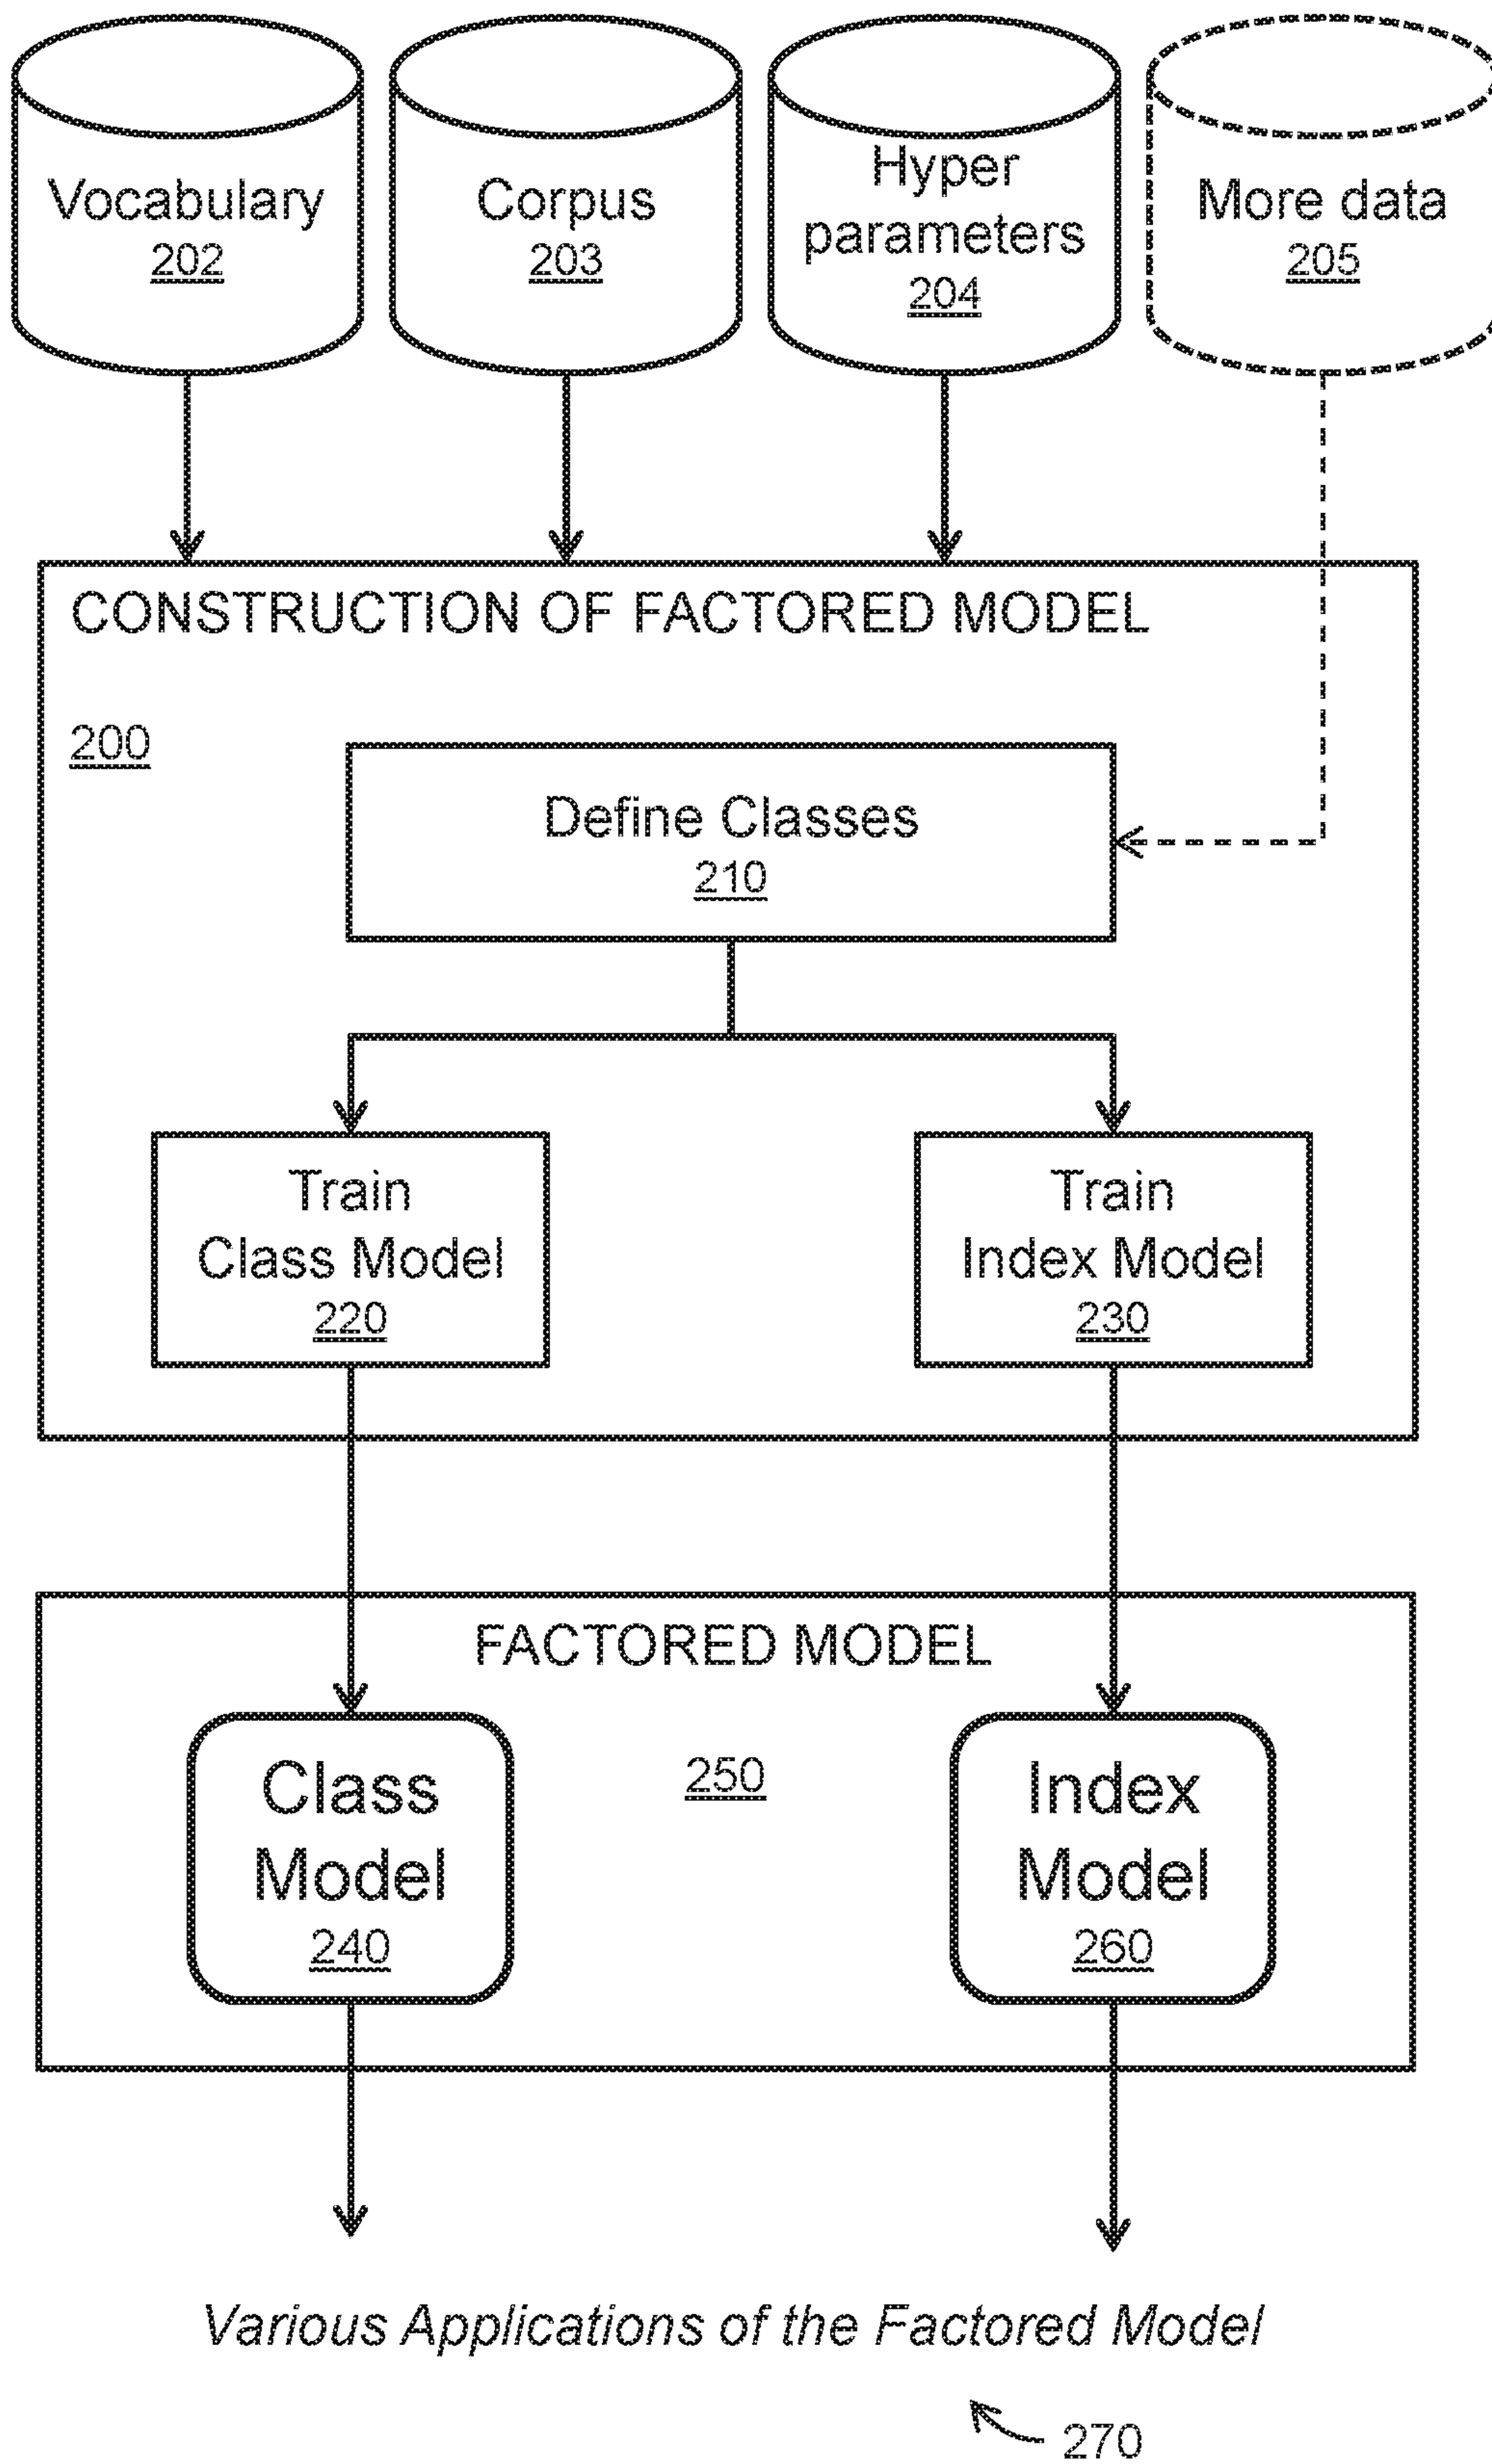 Vocabulary
202
Corpus
203
Hyper
parameters
204
More data
205
CONSTRUCTION OF FACTORED MODEL
200
Define Classes
210
Train
Class Model
220
Train
Index Model
230
FACTORED MODEL
250
Class
Model
240
Index
Model
260
Various Applications of the Factored Model
270